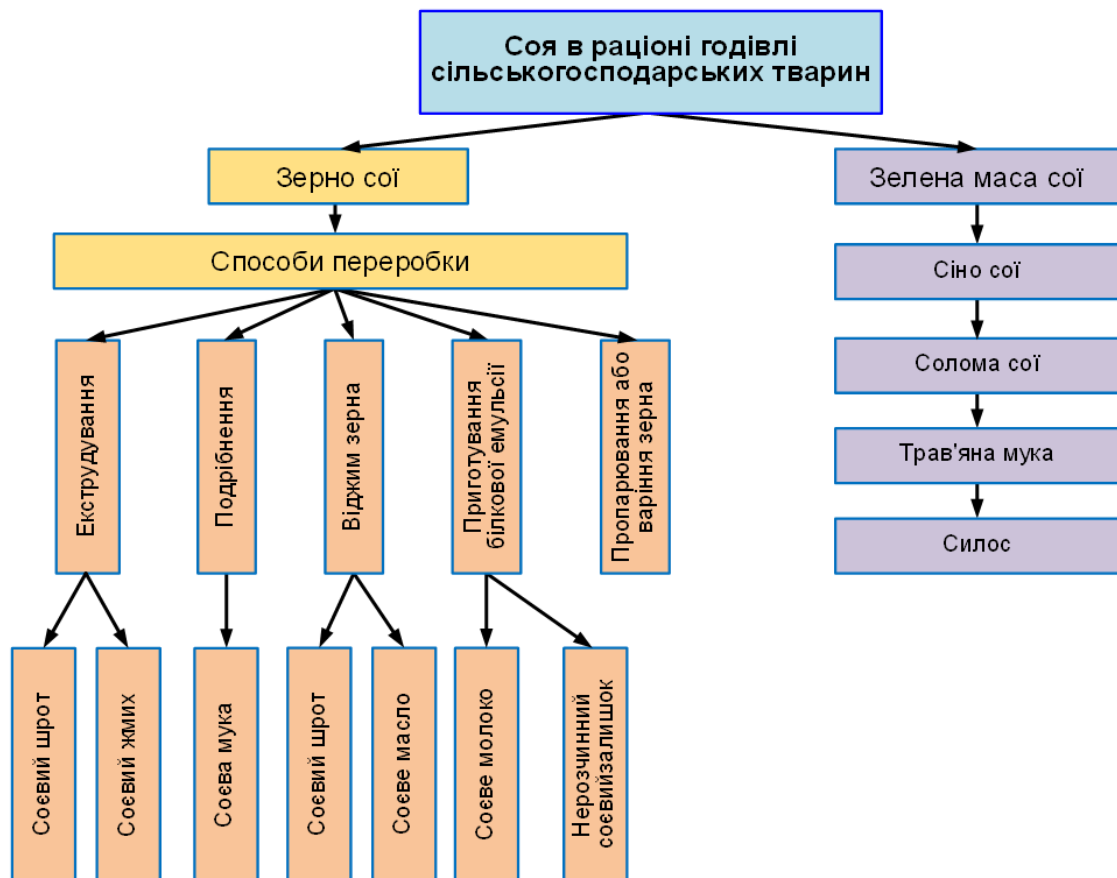 Соя в раціоні годівлі
сільськогосподарських тварин
Зерно сої
Зелена маса сої
Способи переробки
Сіно сої
Солома сої
Трав'яна мука
Силос
Екструдування
Подрібнення
Віджим зерна
Приготування
білкової емульсії
Пропарювання або
варіння зерна
Соєвий шрот
Соєвий жмих
Соєва мука
Соєвий шрот
Соєве масло
Соєве молоко
Нерозчинний
соєвийзалишок